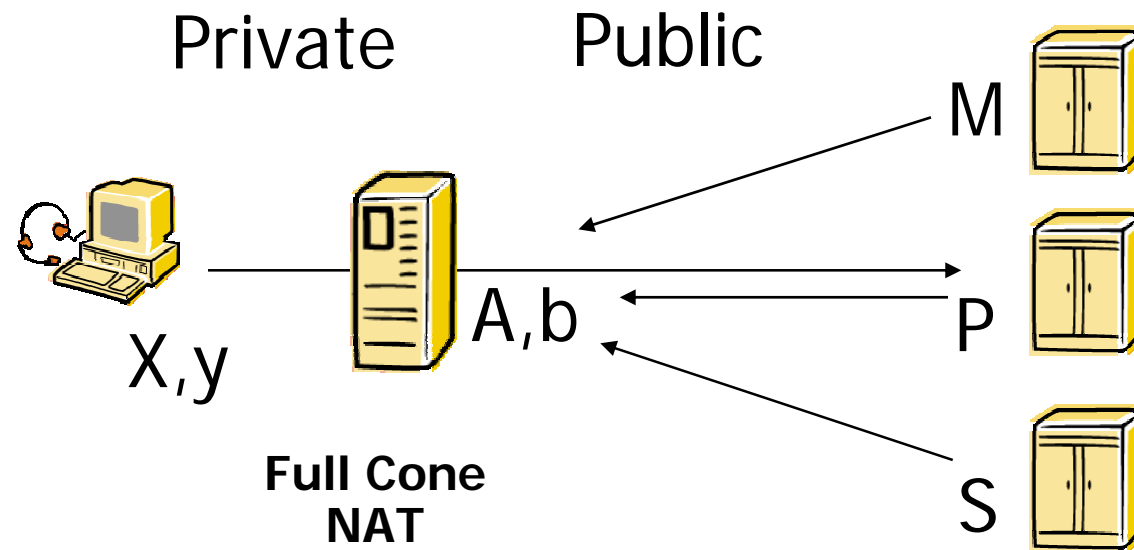 Private
Public
M
A,b
P
X,y
Full Cone
NAT
S